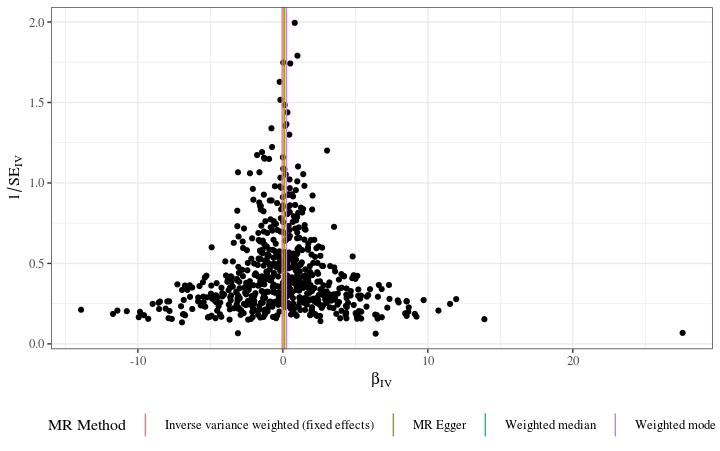 2.0
1.5
1.0
0.5
0.0
1/SE_IV
-10 0 10 20
β_IV
MR Method Inverse variance weighted (fixed effects) MR Egger Weighted median Weighted mode